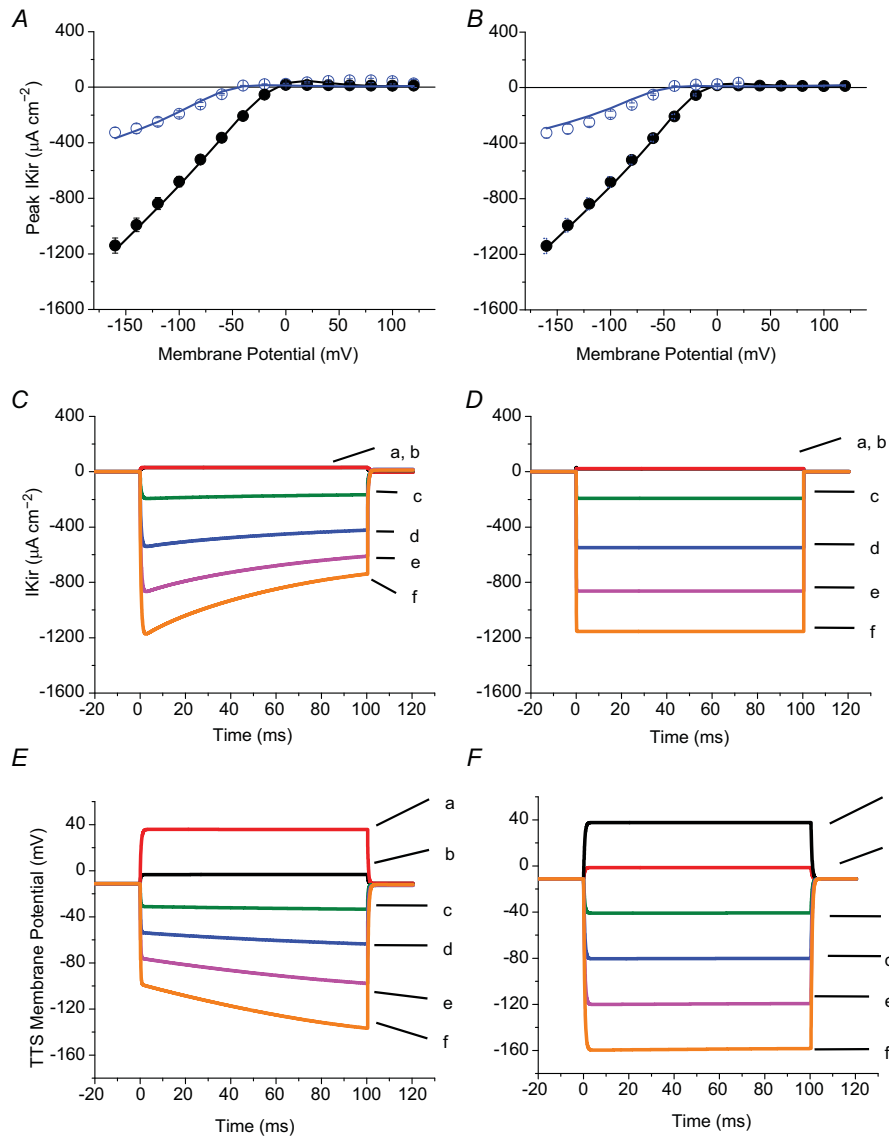 A
B
400
0
-400
-800
-1200
-1600
Peak IKir (µA cm⁻²)
-150 -100 -50 0 50 100
Membrane Potential (mV)
400
0
-400
-800
-1200
-1600
-150 -100 -50 0 50 100
Membrane Potential (mV)
C
D
400
0
-400
-800
-1200
-1600
IKir (µA cm⁻²)
a, b
c
d
e
f
-20 0 20 40 60 80 100 120
Time (ms)
400
0
-400
-800
-1200
-1600
a, b
c
d
e
f
-20 0 20 40 60 80 100 120
Time (ms)
E
F
40
0
-40
-80
-120
-160
TTS Membrane Potential (mV)
a
b
c
d
e
f
-20 0 20 40 60 80 100 120
Time (ms)
40
0
-40
-80
-120
-160
e
f
-20 0 20 40 60 80 100 120
Time (ms)